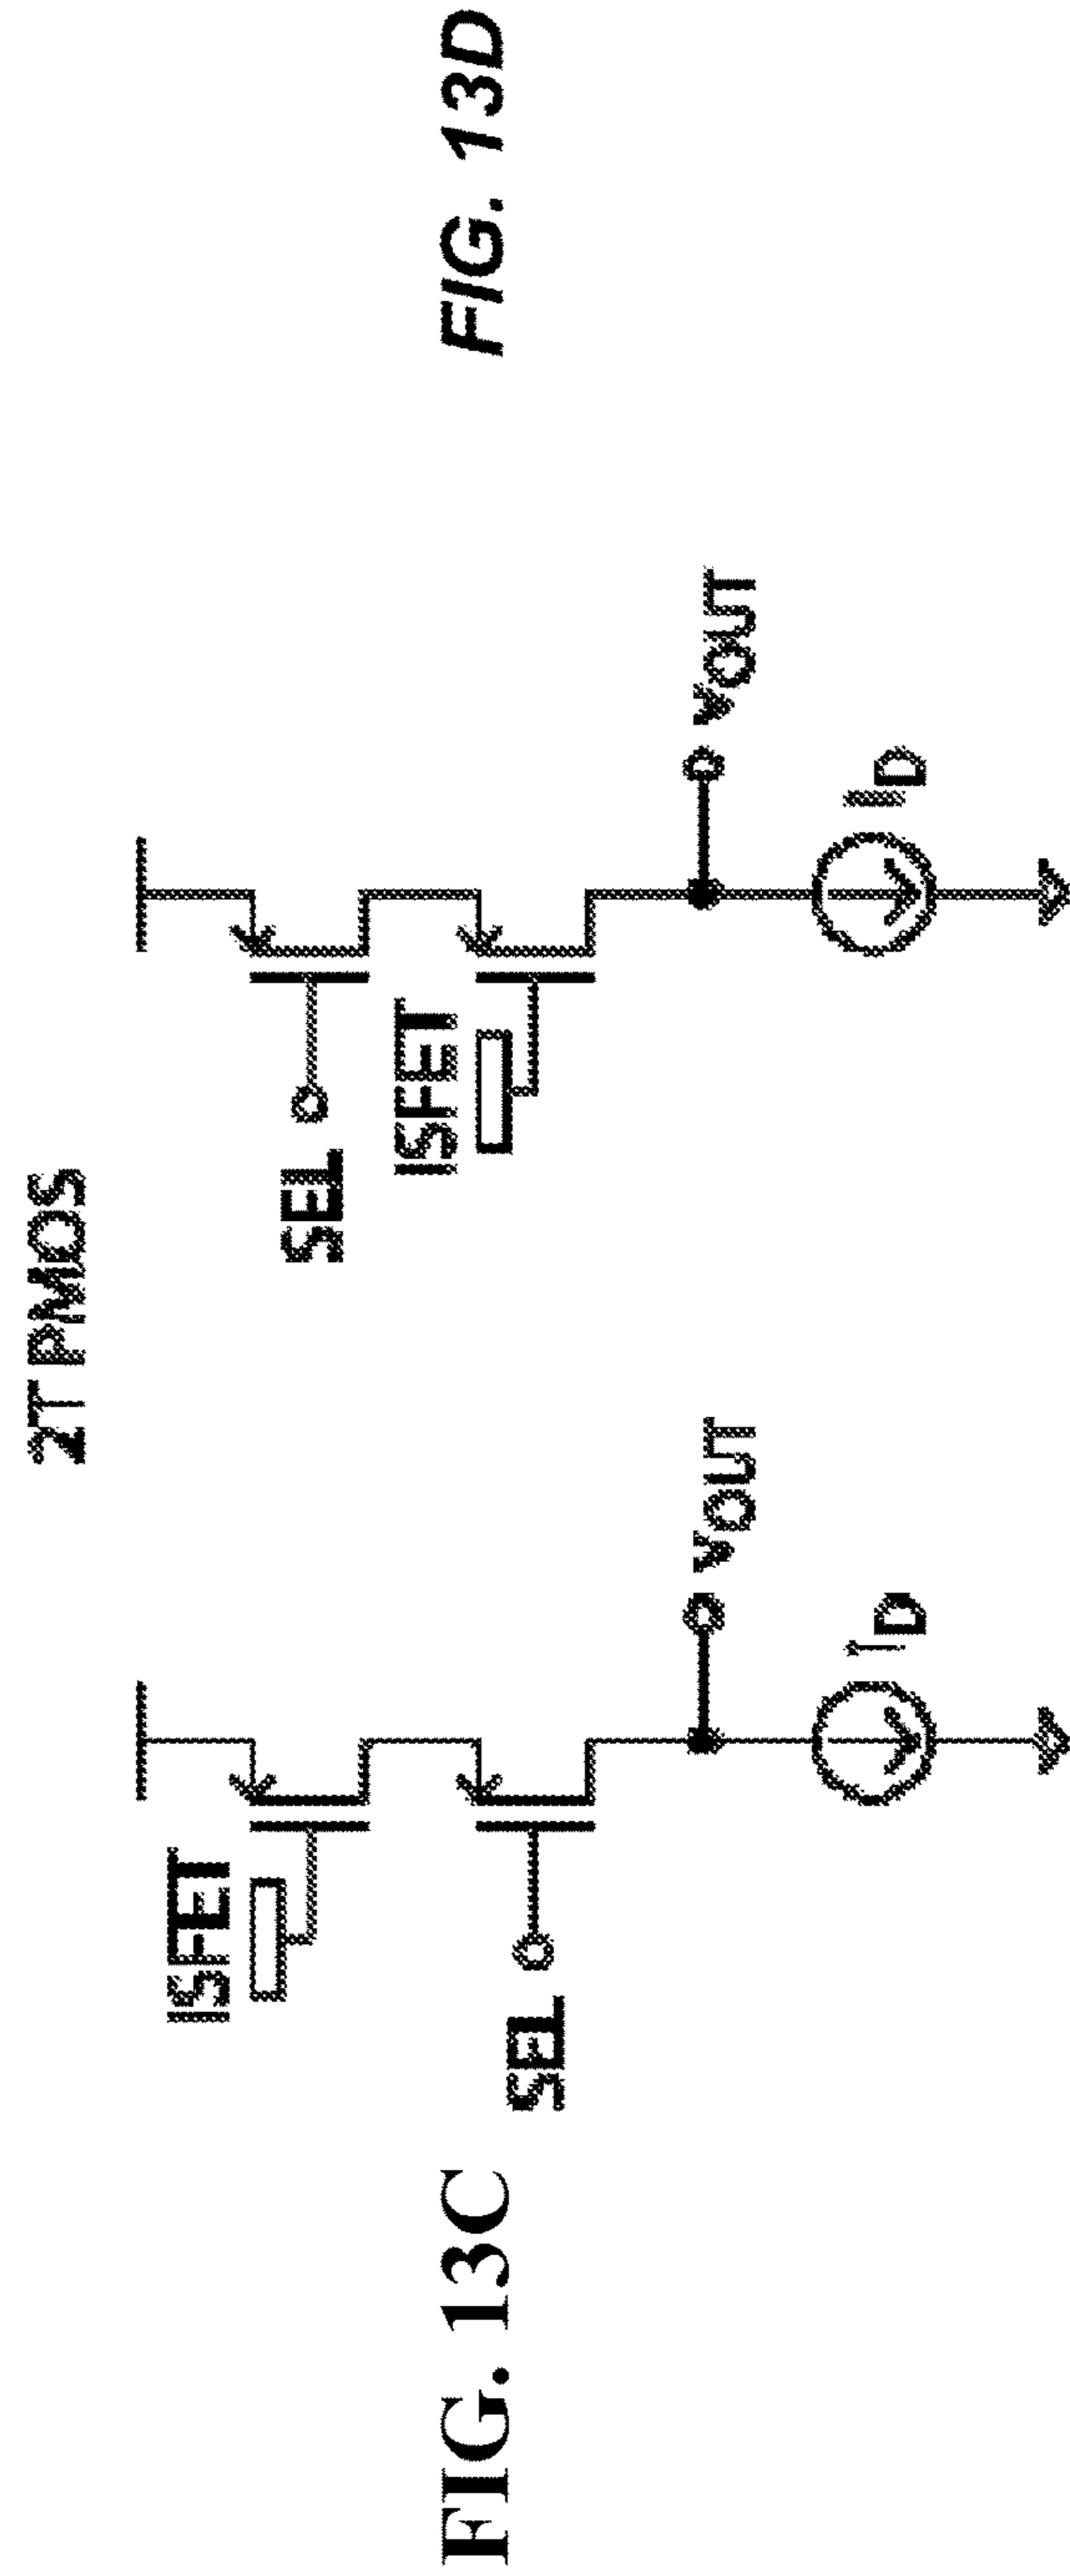 2T PMOS
ISFET
SEL
vOUT
ID
FIG. 13C
SEL
ISFET
vOUT
ID
FIG. 13D